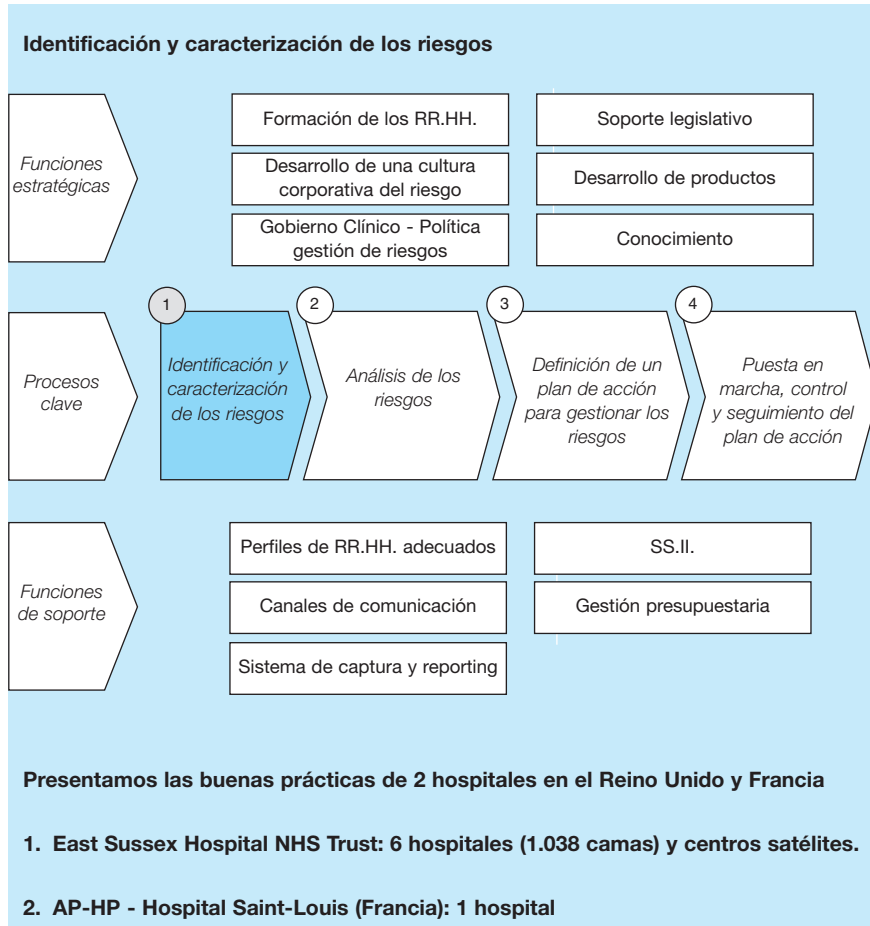 Identificación y caracterización de los riesgos
Funciones
estratégicas
Formación de los RR.HH.
Soporte legislativo
Desarrollo de una cultura
corporativa del riesgo
Desarrollo de productos
Gobierno Clínico - Política
gestión de riesgos
Conocimiento
Procesos
clave
1
Identificación y
caracterización
de los riesgos
2
Análisis de los
riesgos
3
Definición de un
plan de acción
para gestionar los
riesgos
4
Puesta en
marcha, control
y seguimiento del
plan de acción
Funciones
de soporte
Perfiles de RR.HH. adecuados
SS.II.
Canales de comunicación
Gestión presupuestaria
Sistema de captura y reporting
Presentamos las buenas prácticas de 2 hospitales en el Reino Unido y Francia
1. East Sussex Hospital NHS Trust: 6 hospitales (1.038 camas) y centros satélites.
2. AP-HP - Hospital Saint-Louis (Francia): 1 hospital